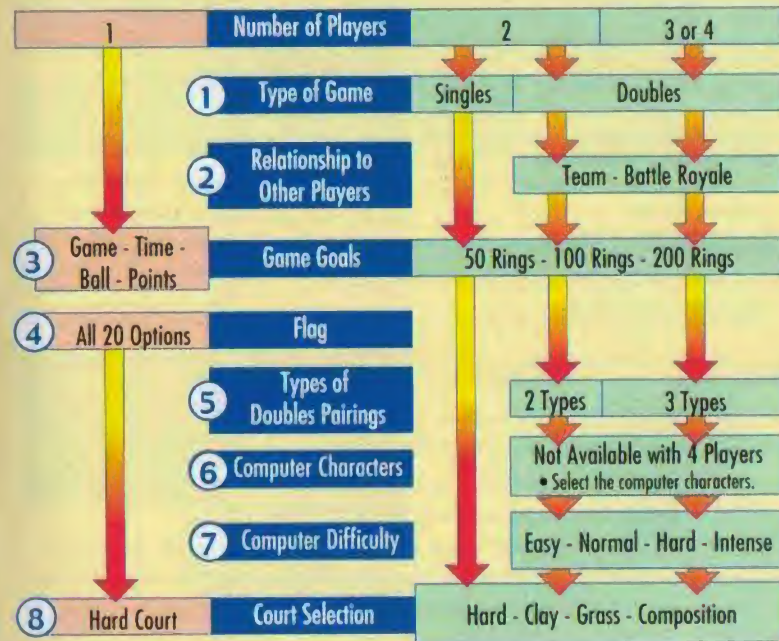 1
Number of Players
2
3 or 4
1
Type of Game
Singles
Doubles
2
Relationship to
Other Players
Team - Battle Royale
3
Game - Time -
Ball - Points
Game Goals
50 Rings - 100 Rings - 200 Rings
4
All 20 Options
Flag
5
Types of
Doubles Pairings
2 Types
3 Types
6
Computer Characters
Not Available with 4 Players
• Select the computer characters.
7
Computer Difficulty
Easy - Normal - Hard - Intense
8
Hard Court
Court Selection
Hard - Clay - Grass - Composition